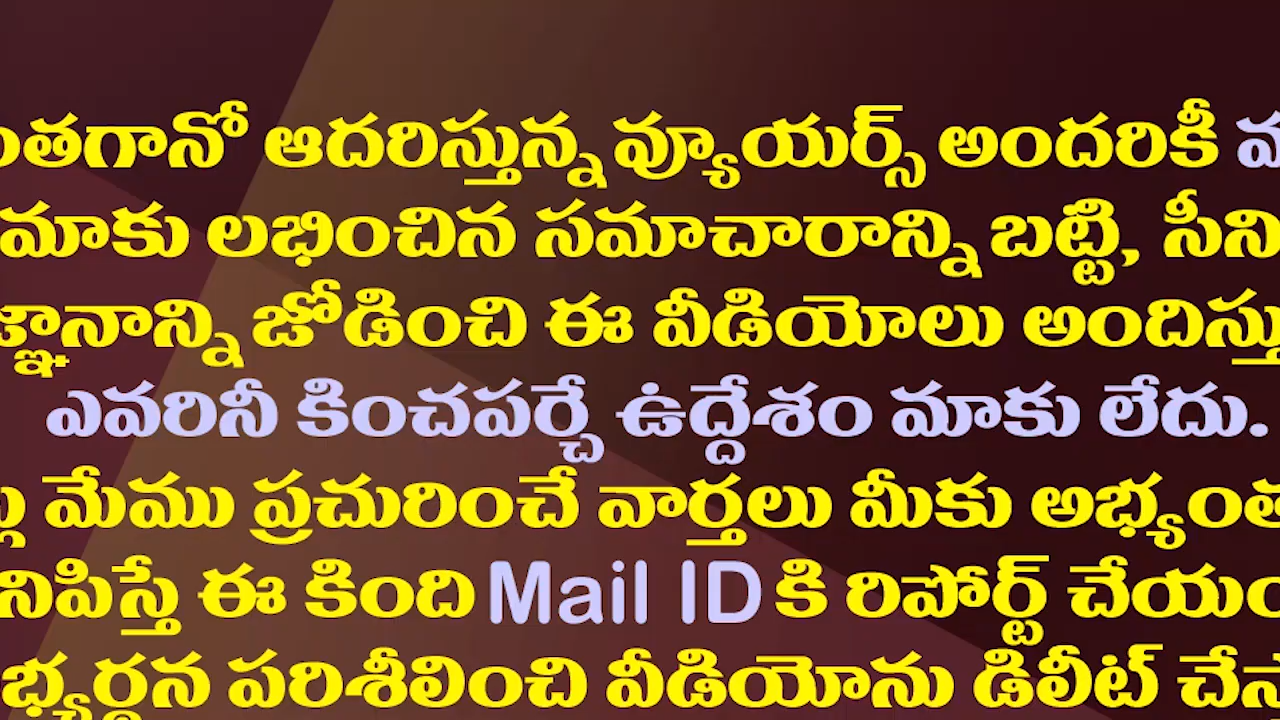 ంతగానో ఆదరిస్తున్న వ్యూయర్స్ అందరికీ
మాకు లభించిన సమాచారాన్ని బట్టి, సీని
జ్ఞానాన్ని జోడించి ఈ వీడియోలు అందిస్తు
ఎవరినీ కించపర్చే ఉద్దేశం మాకు లేదు.
మేము ప్రచురించే వార్తలు మీకు అభ్యంత
నిపిస్తే ఈ కింది Mail ID కి రిపోర్ట్ చేయం
భ్యర్థన పరిశీలించి వీడియోను డిలీట్ చేస